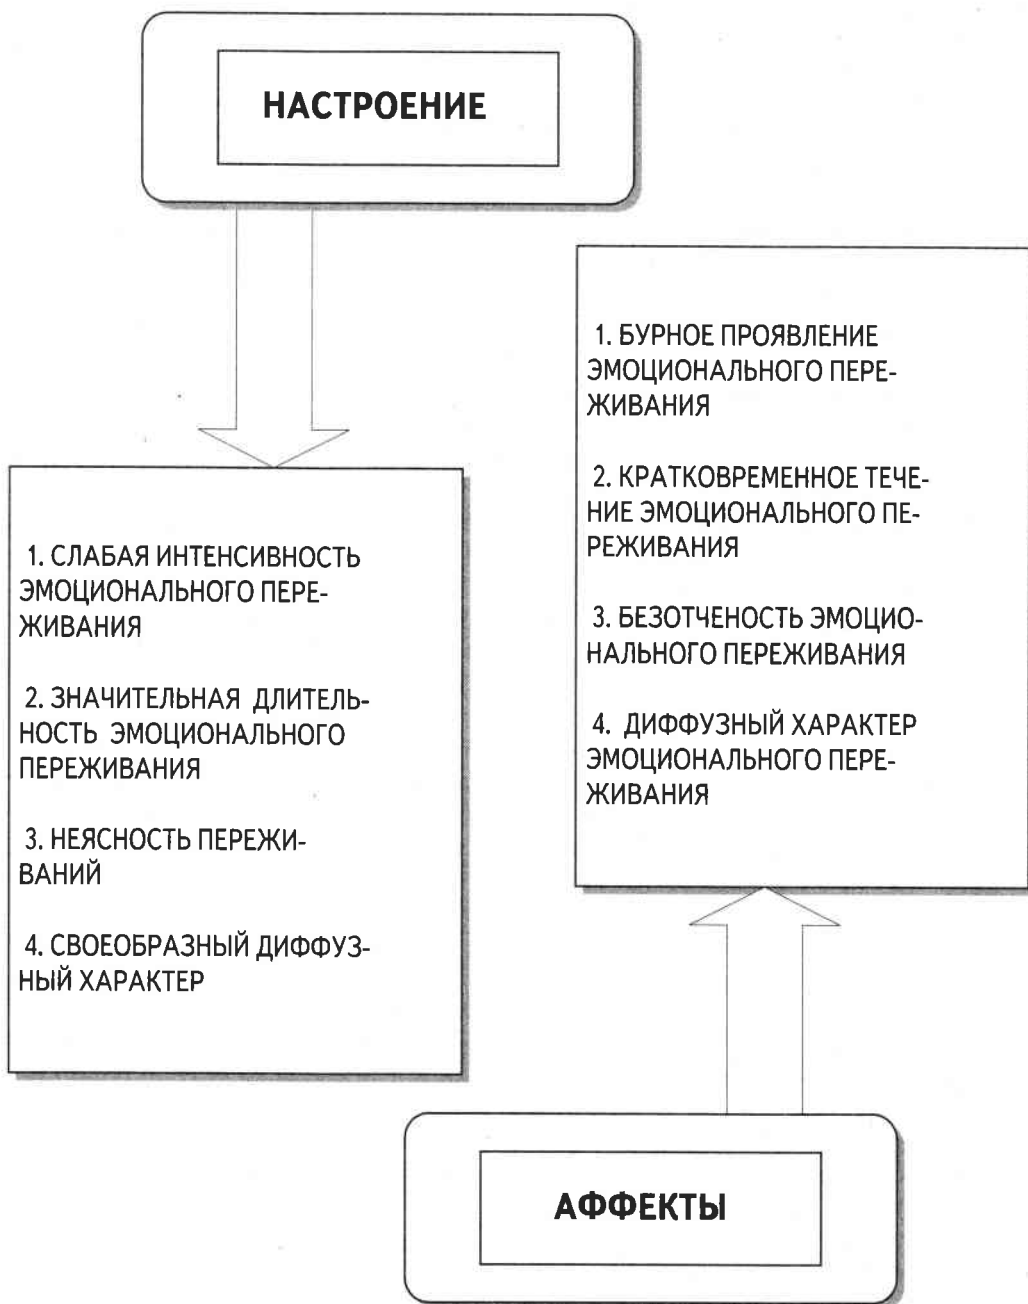 НАСТРОЕНИЕ
1. СЛАБАЯ ИНТЕНСИВНОСТЬ
ЭМОЦИОНАЛЬНОГО ПЕРЕ-
ЖИВАНИЯ
2. ЗНАЧИТЕЛЬНАЯ ДЛИТЕЛЬ-
НОСТЬ ЭМОЦИОНАЛЬНОГО
ПЕРЕЖИВАНИЯ
3. НЕЯСНОСТЬ ПЕРЕЖИ-
ВАНИЙ
4. СВОЕОБРАЗНЫЙ ДИФФУЗ-
НЫЙ ХАРАКТЕР
1. БУРНОЕ ПРОЯВЛЕНИЕ
ЭМОЦИОНАЛЬНОГО ПЕРЕ-
ЖИВАНИЯ
2. КРАТКОВРЕМЕННОЕ ТЕЧЕ-
НИЕ ЭМОЦИОНАЛЬНОГО ПЕ-
РЕЖИВАНИЯ
3. БЕЗОТЧЕНОСТЬ ЭМОЦИО-
НАЛЬНОГО ПЕРЕЖИВАНИЯ
4. ДИФФУЗНЫЙ ХАРАКТЕР
ЭМОЦИОНАЛЬНОГО ПЕРЕ-
ЖИВАНИЯ
АФФЕКТЫ